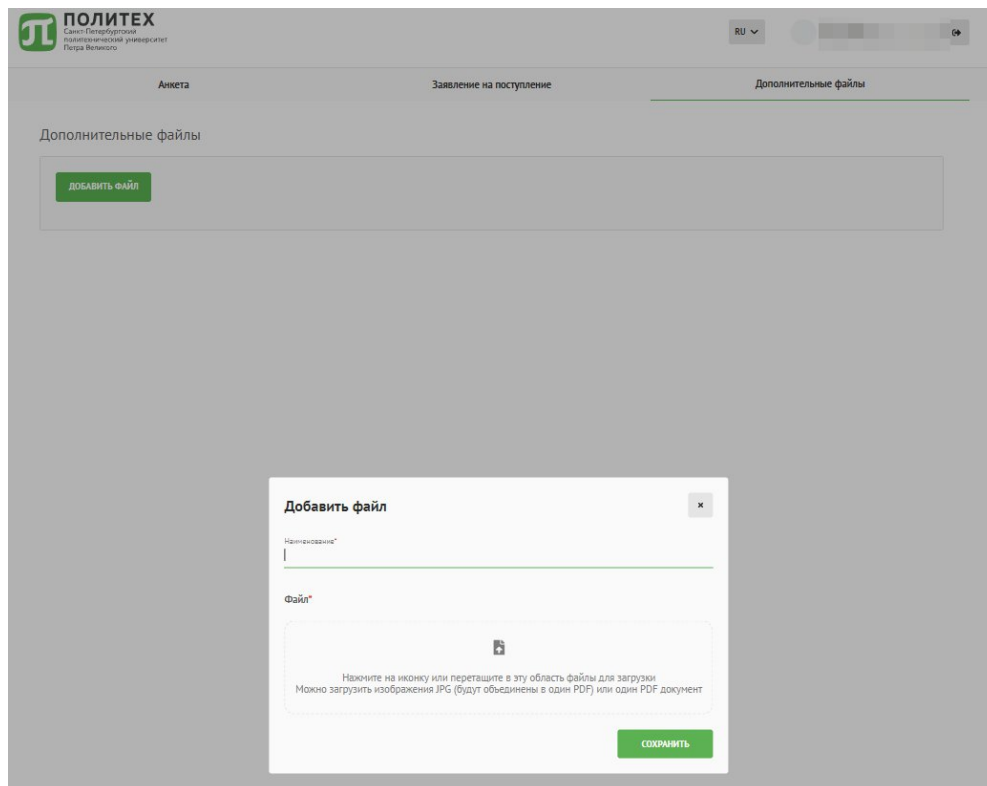 ПОЛИТЕХ
Санкт-Петербургский
политехнический университет
Петра Великого
RU
Анкета
Заявление на поступление
Дополнительные файлы
Дополнительные файлы
ДОБАВИТЬ ФАЙЛ
Добавить файл
Наименование*
Файл*
Нажмите на иконку или перетащите в эту область файлы для загрузки
Можно загрузить изображения JPG (будут объединены в один PDF) или один PDF документ
СОХРАНИТЬ